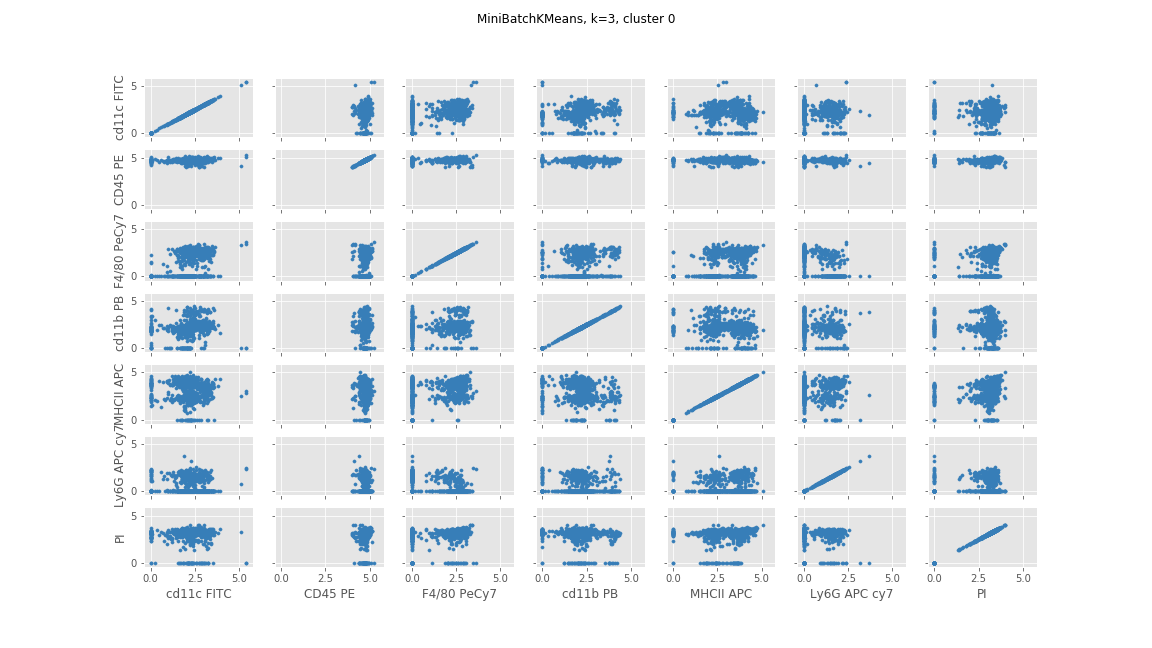 MiniBatchKMeans, k=3, cluster 0
cd11c FITC
5
0
CD45 PE
5
0
F4/80 PeCy7
5
0
cd11b PB
5
0
MHCII APC
5
0
Ly6G APC cy7
5
0
PI
5
0
0.0 2.5 5.0 0.0 2.5 5.0 0.0 2.5 5.0 0.0 2.5 5.0 0.0 2.5 5.0 0.0 2.5 5.0 0.0 2.5 5.0
cd11c FITC CD45 PE F4/80 PeCy7 cd11b PB MHCII APC Ly6G APC cy7 PI